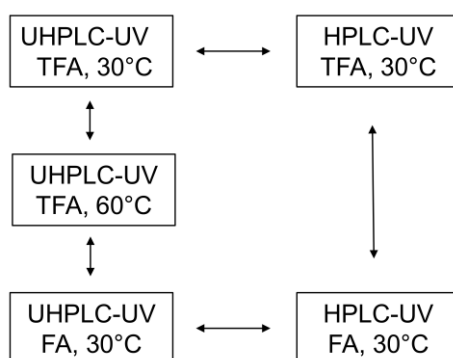 UHPLC-UV
TFA, 30°C
HPLC-UV
TFA, 30°C
UHPLC-UV
TFA, 60°C
UHPLC-UV
FA, 30°C
HPLC-UV
FA, 30°C